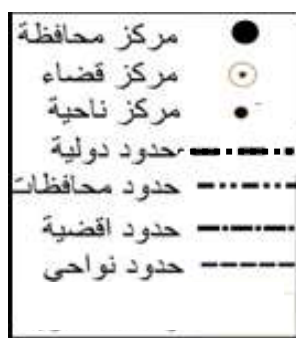 مركز محافظة
مركز قضاء
مركز ناحية
حدود دولية
حدود محافظات
حدود اقضية
حدود نواحي